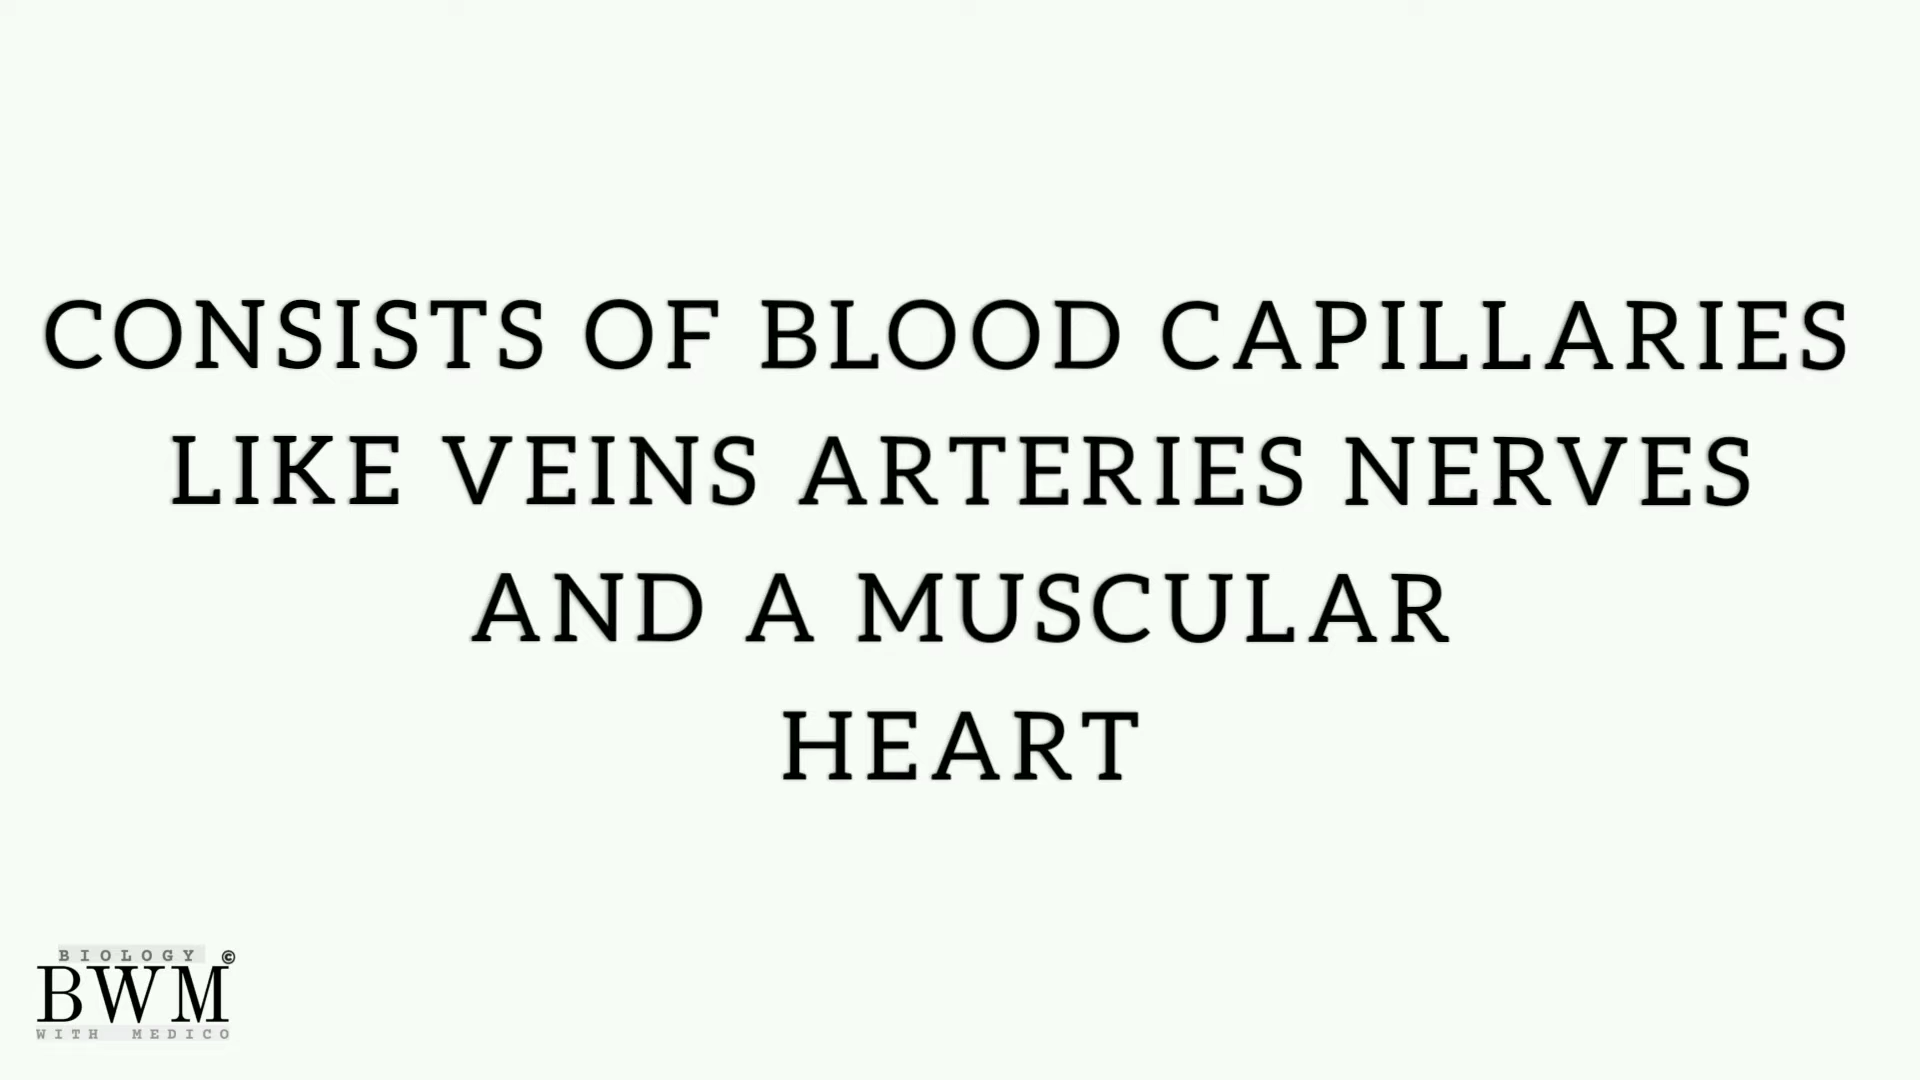 CONSISTS OF BLOOD CAPILLARIES
LIKE VEINS ARTERIES NERVES
AND A MUSCULAR
HEART
BIOLOGY ©
BWM
WITH MEDICO